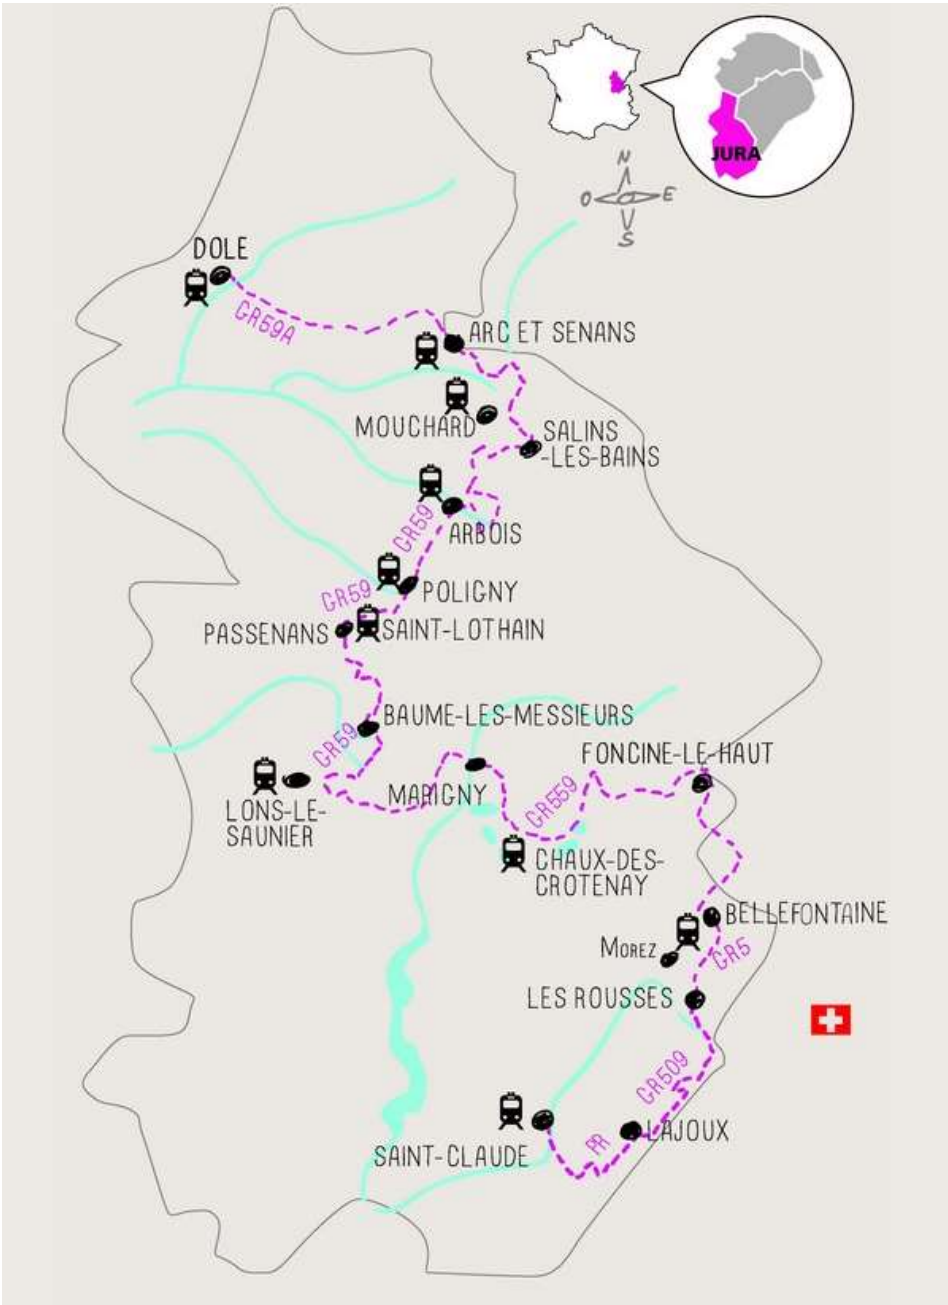 JURA
N
O
E
S
DOLE
GR59A
ARC ET SENANS
MOUCHARD
SALINS
-LES-BAINS
GR59
ARBOIS
GR59
POLIGNY
PASSENANS
SAINT-LOTHAIN
BAUME-LES-MESSIEURS
GR59
FONCINE-LE-HAUT
MARIGNY
LONS-LE-
SAUNIER
GR559
CHAUX-DES-
CROTENAY
BELLEFONTAINE
MOREZ
GR5
LES ROUSSES
GR509
LAJOUX
PR
SAINT-CLAUDE